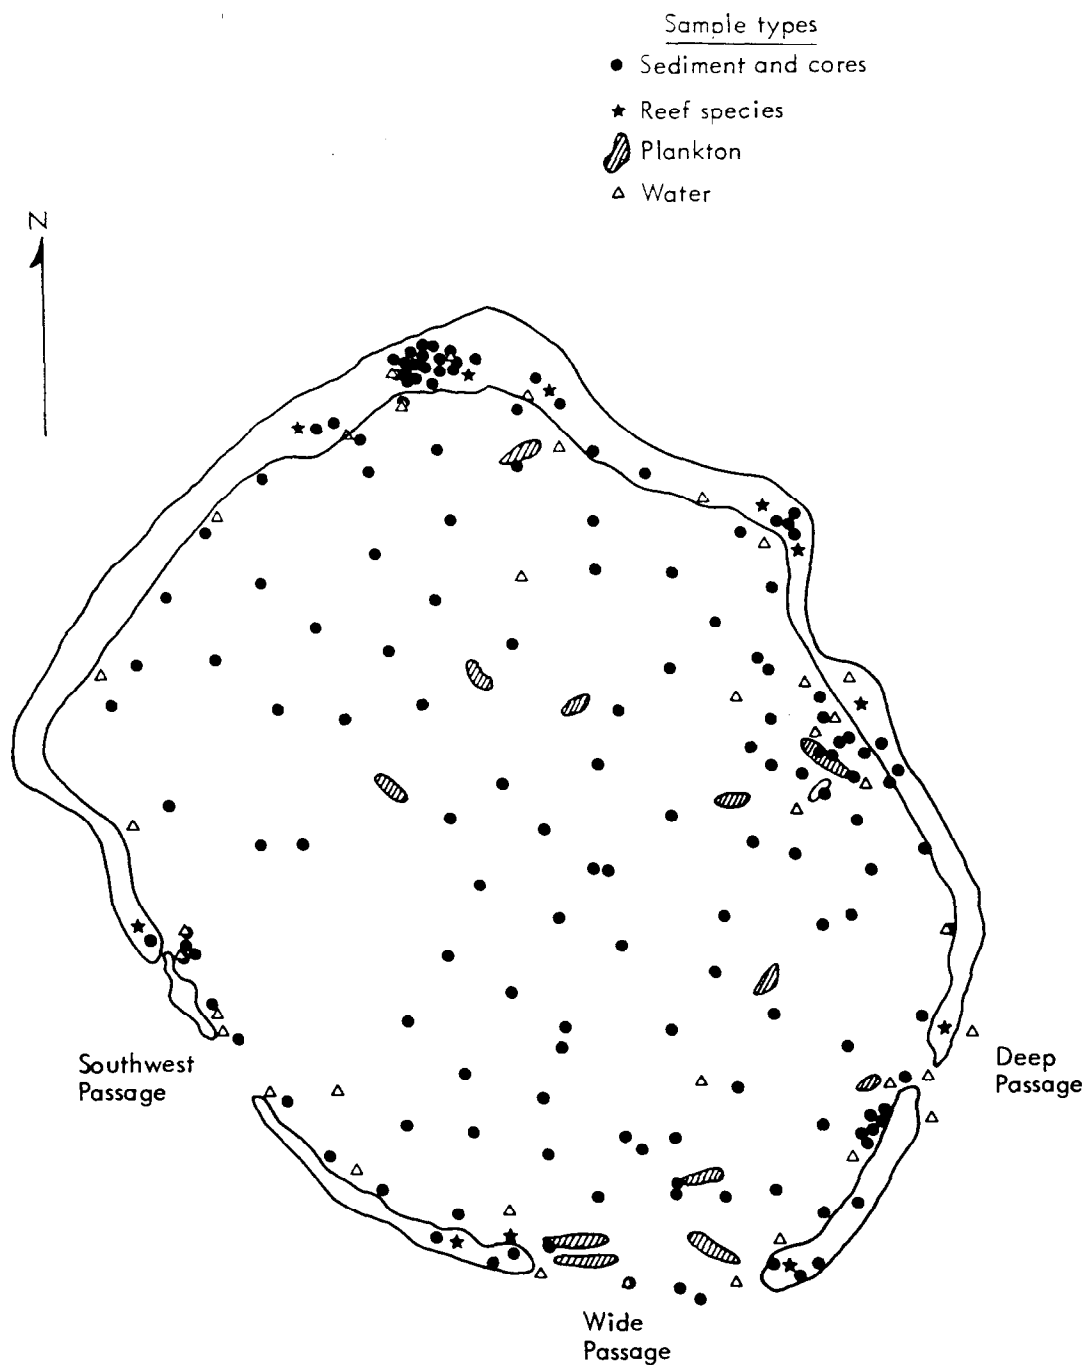 Sample types
Sediment and cores
Reef species
Plankton
Water
N
Southwest
Passage
Deep
Passage
Wide
Passage